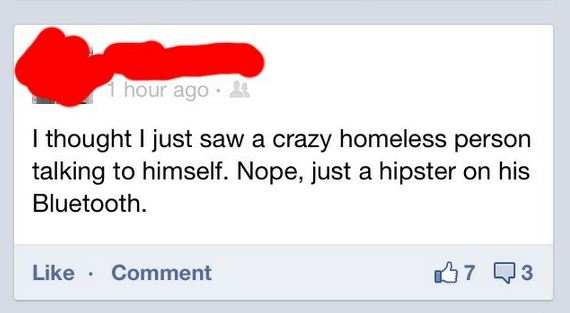 1 hour ago ·
I thought I just saw a crazy homeless person
talking to himself. Nope, just a hipster on his
Bluetooth.
Like · Comment 7 3